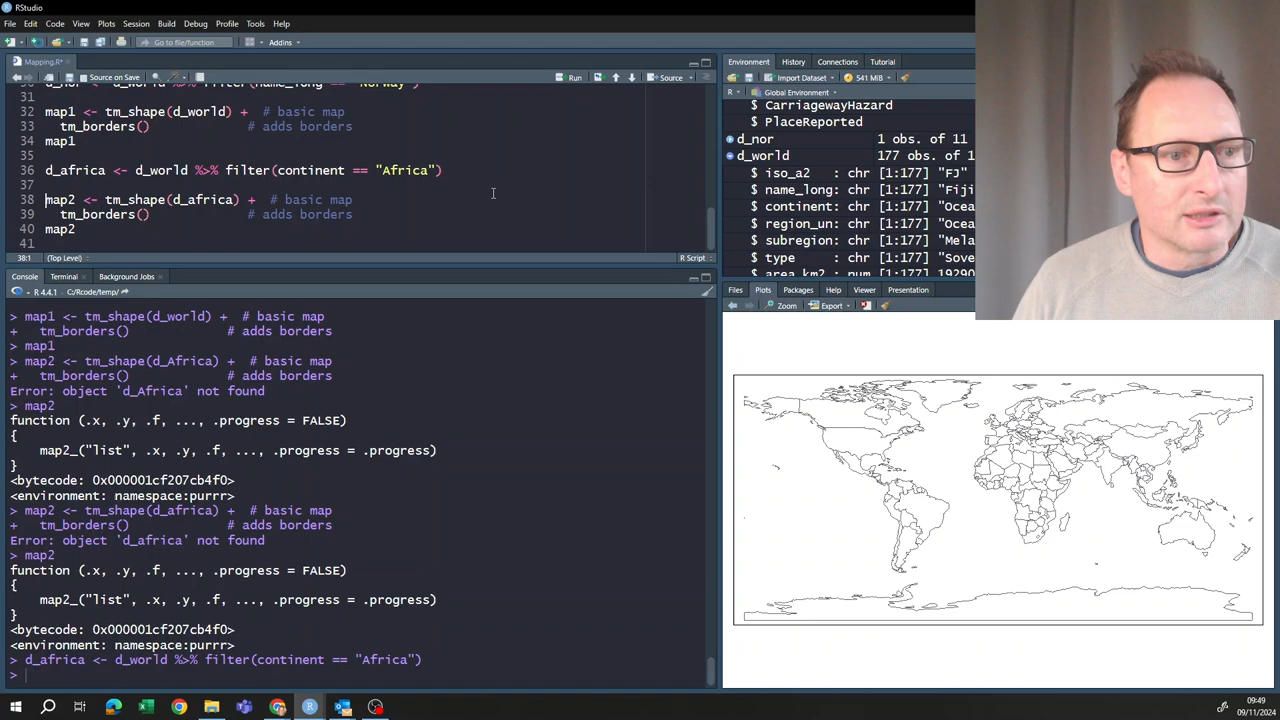 RStudio
File Edit Code View Plots Session Build Debug Profile Tools Help
Go to file/function
Addins
Mapping.R*
Source on Save
Run
Source
d_nor <- d_world %>% filter(name_long == "Norway")
31
32 map1 <- tm_shape(d_world) + # basic map
33 tm_borders() # adds borders
34 map1
35
36 d_africa <- d_world %>% filter(continent == "Africa")
37
38 map2 <- tm_shape(d_africa) + # basic map
39 tm_borders() # adds borders
40 map2
41
38:1 (Top Level)
R Script
Console Terminal Background Jobs
R 4.4.1 · C:/Rcode/temp/
> map1 <- tm_shape(d_world) + # basic map
+ tm_borders() # adds borders
> map1
> map2 <- tm_shape(d_Africa) + # basic map
+ tm_borders() # adds borders
Error: object 'd_Africa' not found
> map2
function (.x, .y, .f, ..., .progress = FALSE)
{
map2_("list", .x, .y, .f, ..., .progress = .progress)
}
<bytecode: 0x000001cf207cb4f0>
<environment: namespace:purrr>
> map2 <- tm_shape(d_africa) + # basic map
+ tm_borders() # adds borders
Error: object 'd_africa' not found
> map2
function (.x, .y, .f, ..., .progress = FALSE)
{
map2_("list", .x, .y, .f, ..., .progress = .progress)
}
<bytecode: 0x000001cf207cb4f0>
<environment: namespace:purrr>
> d_africa <- d_world %>% filter(continent == "Africa")
>
Environment History Connections Tutorial
Import Dataset
541 MiB
R
Global Environment
$ CarriagewayHazard
$ PlaceReported
d_nor 1 obs. of 11
d_world 177 obs. of 1
$ iso_a2 : chr [1:177] "FJ"
$ name_long: chr [1:177] "Fiji
$ continent: chr [1:177] "Ocea
$ region_un: chr [1:177] "Ocea
$ subregion: chr [1:177] "Mela
$ type : chr [1:177] "Sove
$ area_km2 : num [1:177] 19290
Files Plots Packages Help Viewer Presentation
Zoom
Export
09:49
09/11/2024